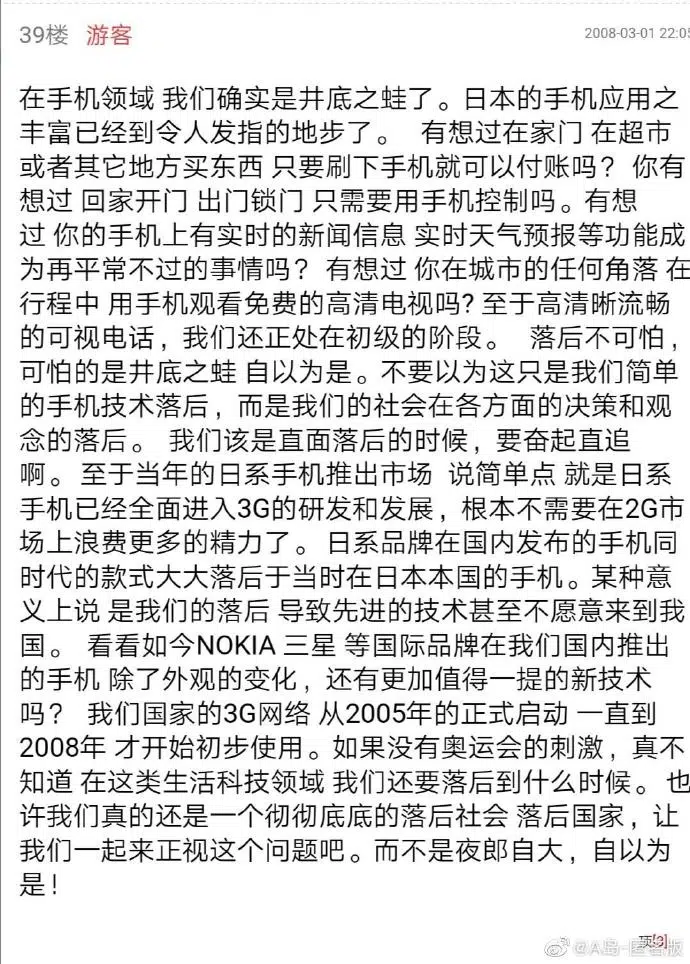 39楼 游客 2008-03-01 22:05
在手机领域 我们确实是井底之蛙了。日本的手机应用之
丰富已经到令人发指的地步了。 有想过在家门 在超市
或者其它地方买东西 只要刷下手机就可以付账吗？ 你有
想过 回家开门 出门锁门 只需要用手机控制吗。有想
过 你的手机上有实时的新闻信息 实时天气预报等功能成
为再平常不过的事情吗？ 有想过 你在城市的任何角落 在
行程中 用手机观看免费的高清电视吗? 至于高清晰流畅
的可视电话，我们还正处在初级的阶段。 落后不可怕，
可怕的是井底之蛙 自以为是。不要以为这只是我们简单
的手机技术落后，而是我们的社会在各方面的决策和观
念的落后。 我们该是直面落后的时候，要奋起直追
啊。 至于当年的日系手机推出市场 说简单点 就是日系
手机已经全面进入3G的研发和发展，根本不需要在2G市
场上浪费更多的精力了。 日系品牌在国内发布的手机同
时代的款式大大落后于当时在日本本国的手机。某种意
义上说 是我们的落后 导致先进的技术甚至不愿意来到我
国。 看看如今NOKIA 三星 等国际品牌在我们国内推出
的手机 除了外观的变化，还有更加值得一提的新技术
吗？ 我们国家的3G网络 从2005年的正式启动 一直到
2008年 才开始初步使用。如果没有奥运会的刺激，真不
知道 在这类生活科技领域 我们还要落后到什么时候。 也
许我们真的还是一个彻彻底底的落后社会 落后国家，让
我们一起来正视这个问题吧。而不是夜郎自大，自以为
是！
顶[3]
@A岛-匿名版